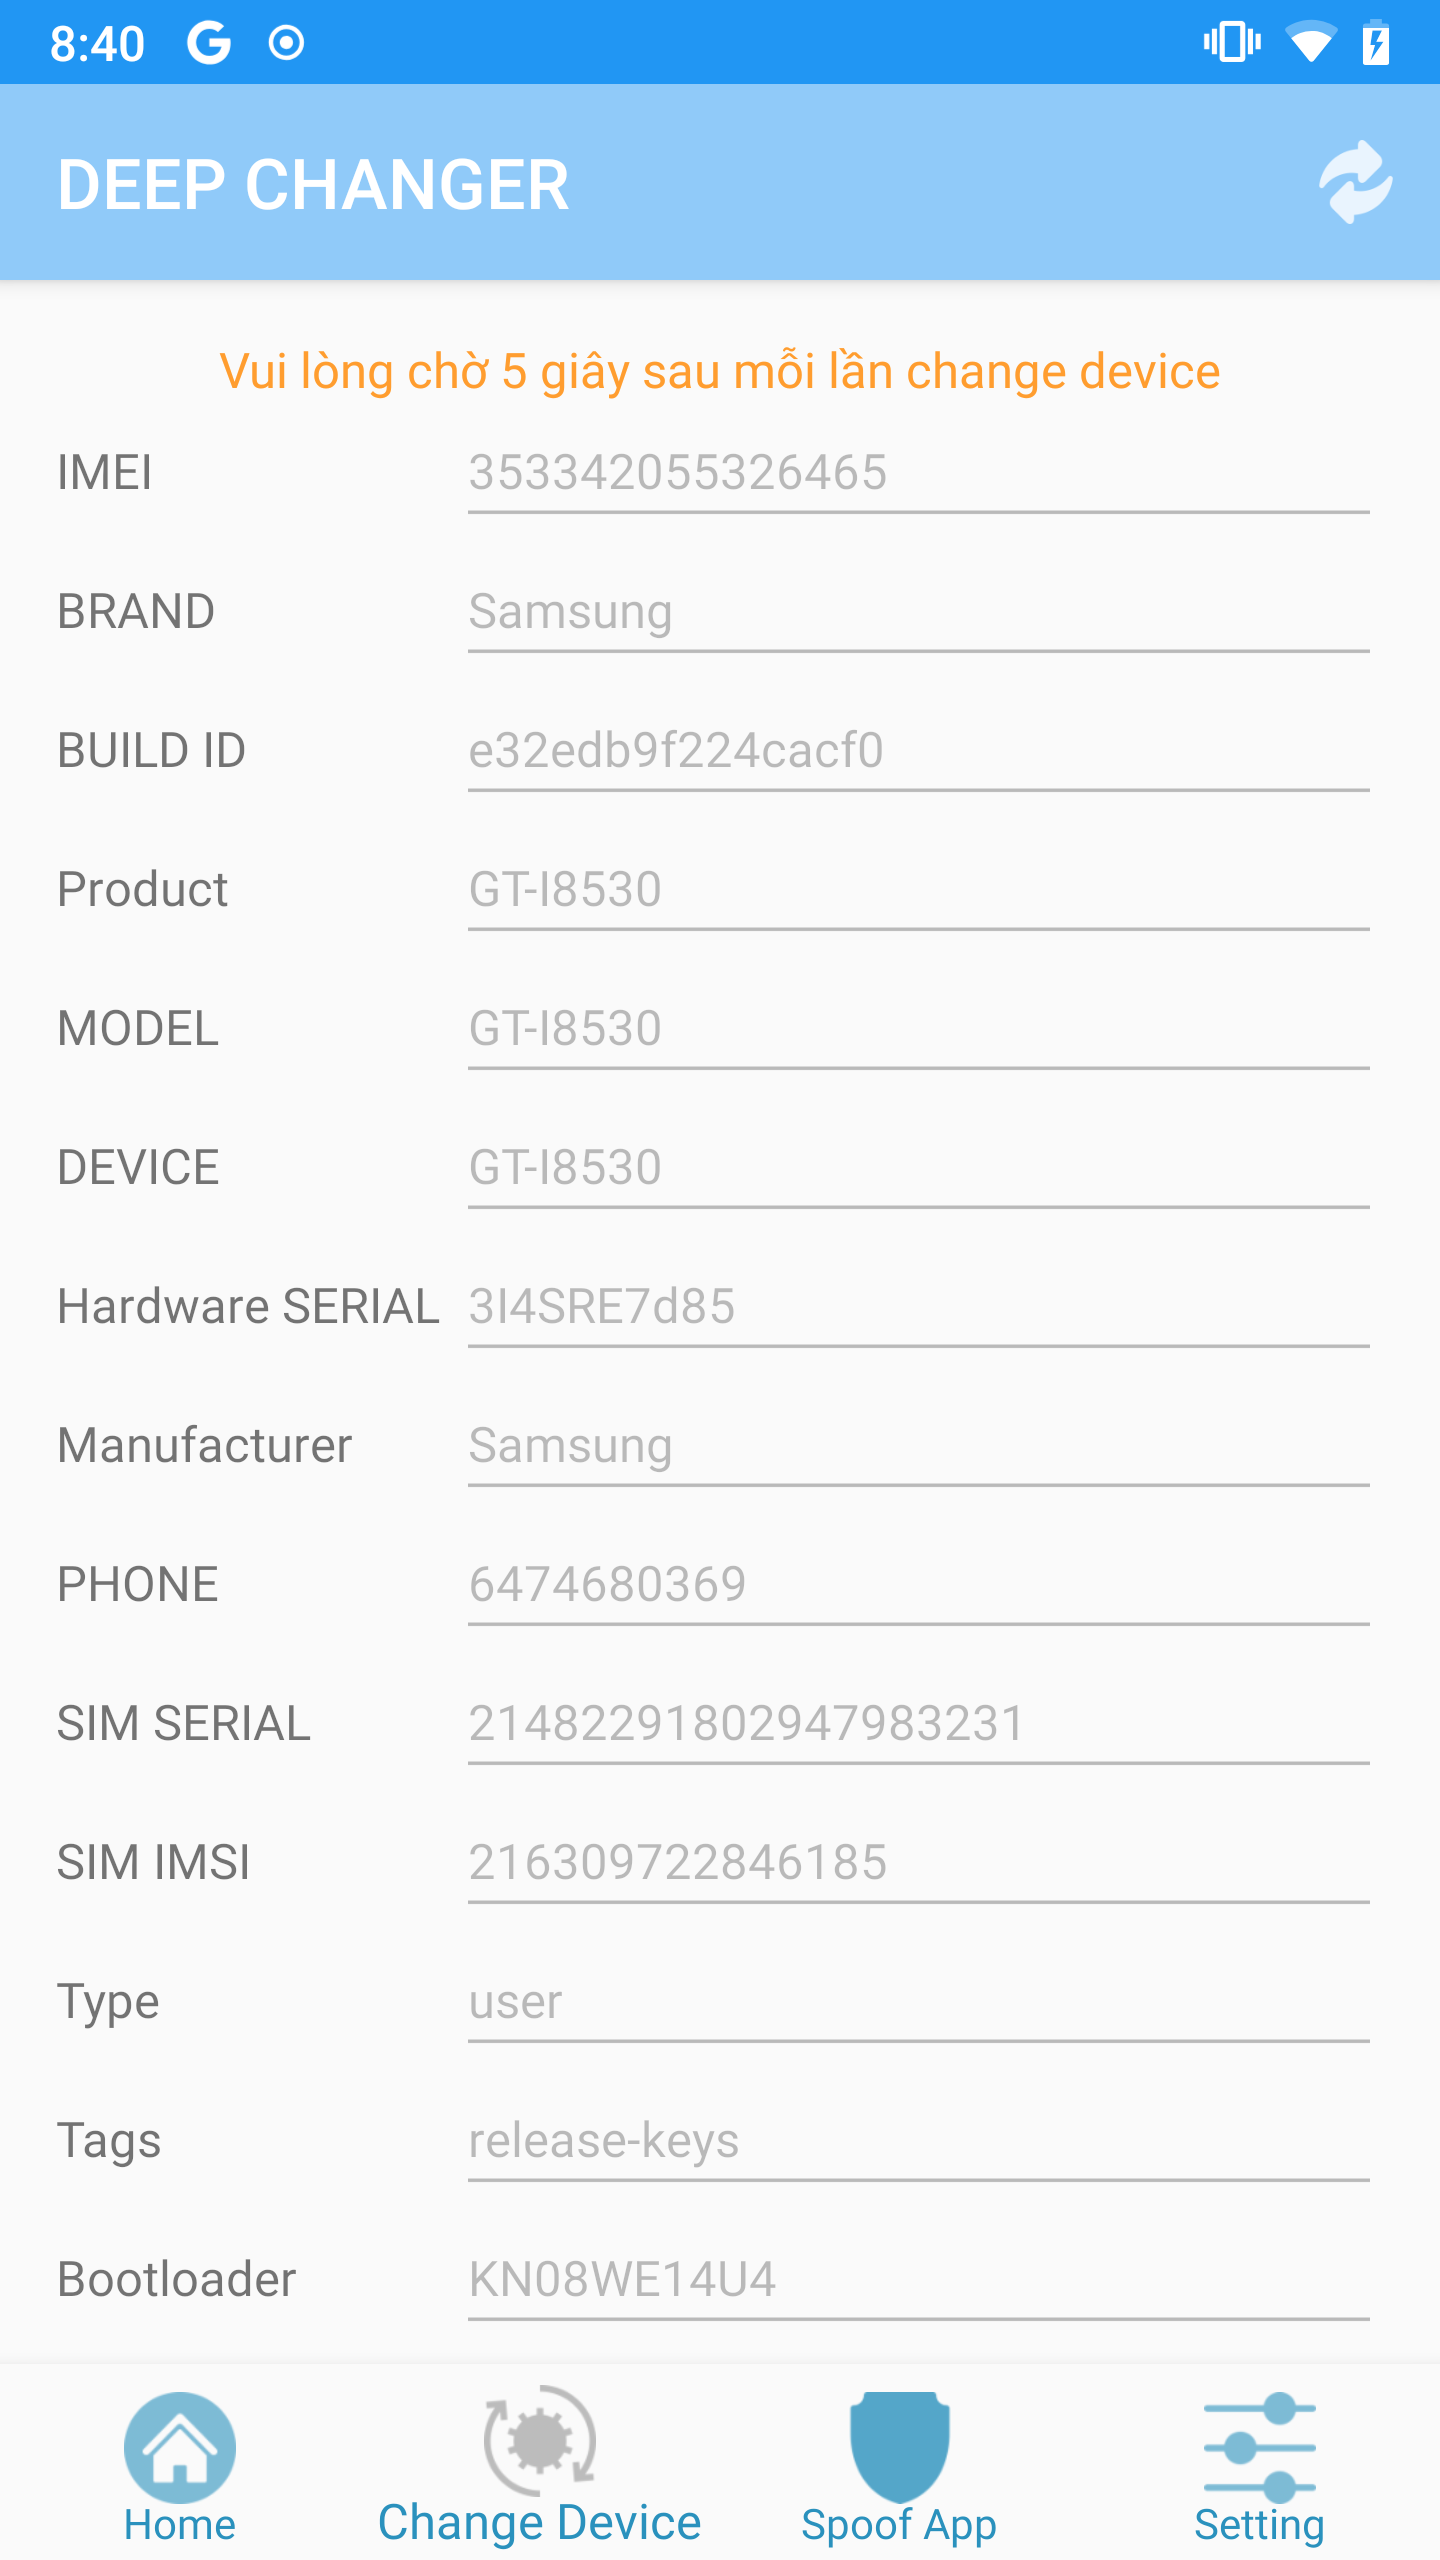 8:40
DEEP CHANGER
Vui lòng chờ 5 giây sau mỗi lần change device
IMEI 353342055326465
BRAND Samsung
BUILD ID e32edb9f224cacf0
Product GT-I8530
MODEL GT-I8530
DEVICE GT-I8530
Hardware SERIAL 3I4SRE7d85
Manufacturer Samsung
PHONE 6474680369
SIM SERIAL 21482291802947983231
SIM IMSI 216309722846185
Type user
Tags release-keys
Bootloader KN08WE14U4
Home Change Device Spoof App Setting